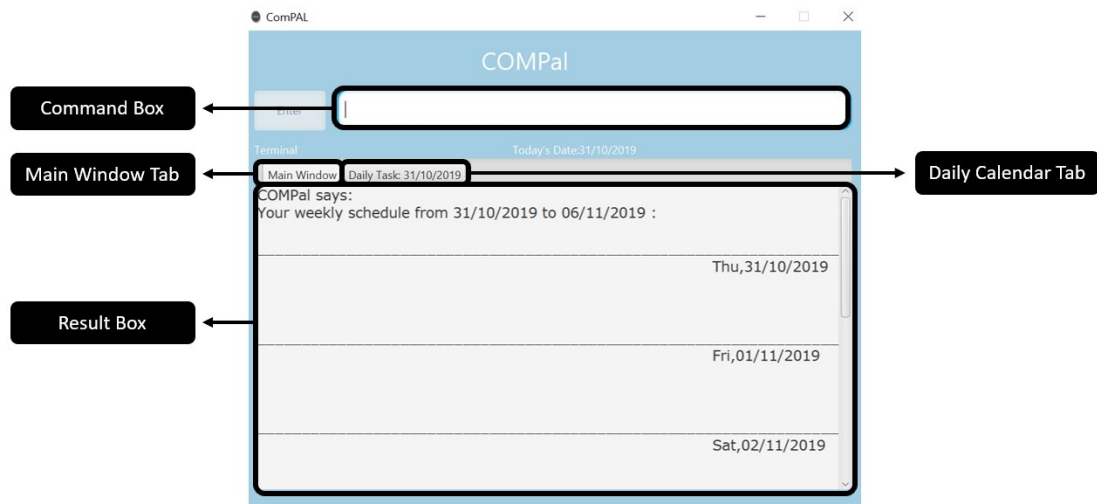 ComPAL
COMPal
Command Box
Enter
Terminal
Today's Date:31/10/2019
Main Window Tab
Main Window
Daily Task: 31/10/2019
Daily Calendar Tab
COMPal says:
Your weekly schedule from 31/10/2019 to 06/11/2019 :
Thu,31/10/2019
Result Box
Fri,01/11/2019
Sat,02/11/2019